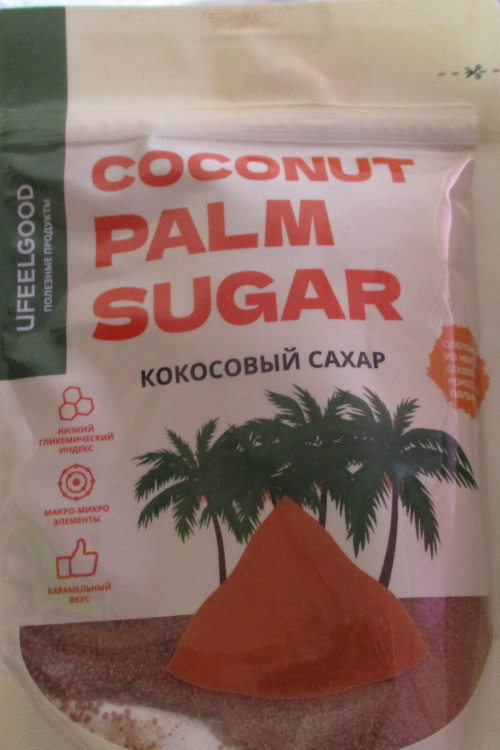 COCONUT
PALM
SUGAR
КОКОСОВЫЙ САХАР
UFEELGOOD
ПОЛЕЗНЫЕ ПРОДУКТЫ
НИЗКИЙ
ГЛИКЕМИЧЕСКИЙ
ИНДЕКС
МАКРО-МИКРО
ЭЛЕМЕНТЫ
КАРАМЕЛЬНЫЙ
ВКУС